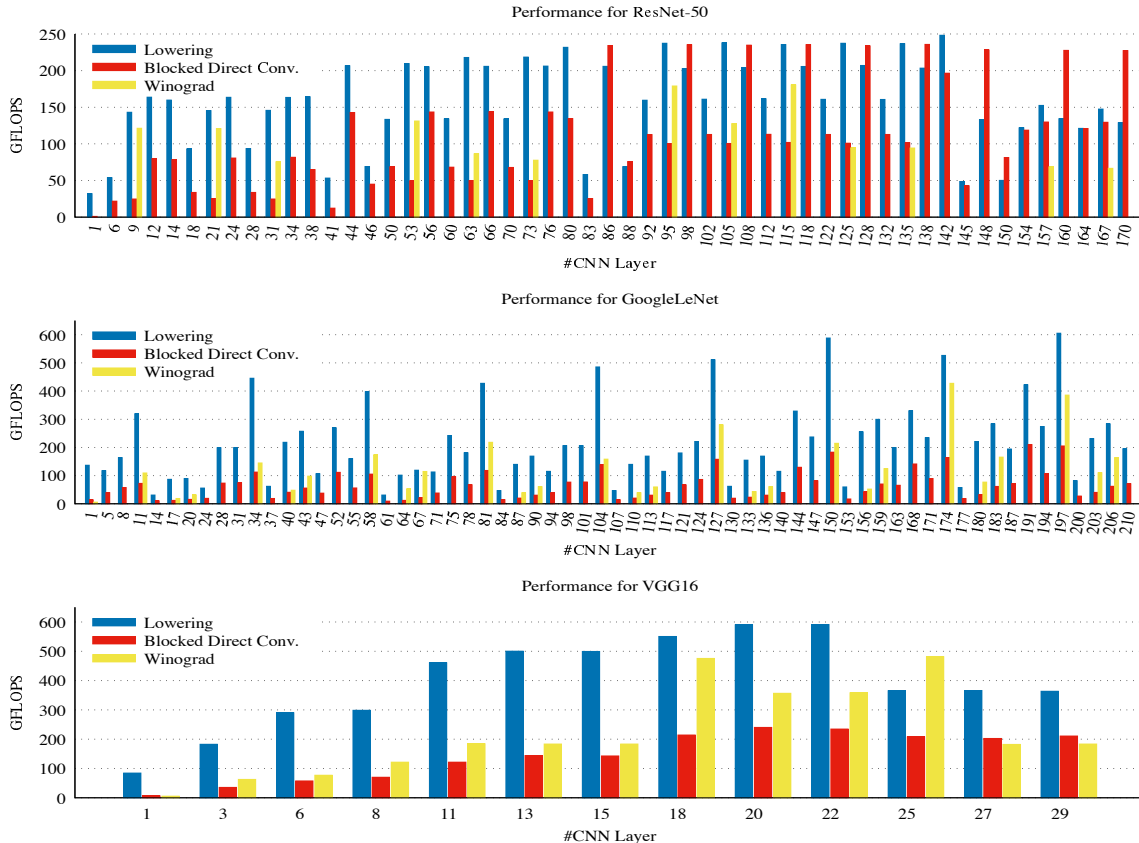 Performance for ResNet-50
250
200
150
100
50
0
GFLOPS
Lowering
Blocked Direct Conv.
Winograd
1 6 9 12 14 18 21 24 28 31 34 38 41 44 46 50 53 56 60 63 66 70 73 76 80 83 86 88 92 95 98 102 105 108 112 115 118 122 125 128 132 135 138 142 145 148 150 154 157 160 164 167 170
#CNN Layer
Performance for GoogleLeNet
600
500
400
300
200
100
0
GFLOPS
Lowering
Blocked Direct Conv.
Winograd
1 5 8 11 14 17 20 24 28 31 34 37 40 43 47 52 55 58 61 64 67 71 75 78 81 84 87 90 94 98 101 104 107 110 113 117 121 124 127 130 133 136 140 144 147 150 153 156 159 163 168 171 174 177 180 183 187 191 194 197 200 203 206 210
#CNN Layer
Performance for VGG16
600
500
400
300
200
100
0
GFLOPS
Lowering
Blocked Direct Conv.
Winograd
1 3 6 8 11 13 15 18 20 22 25 27 29
#CNN Layer